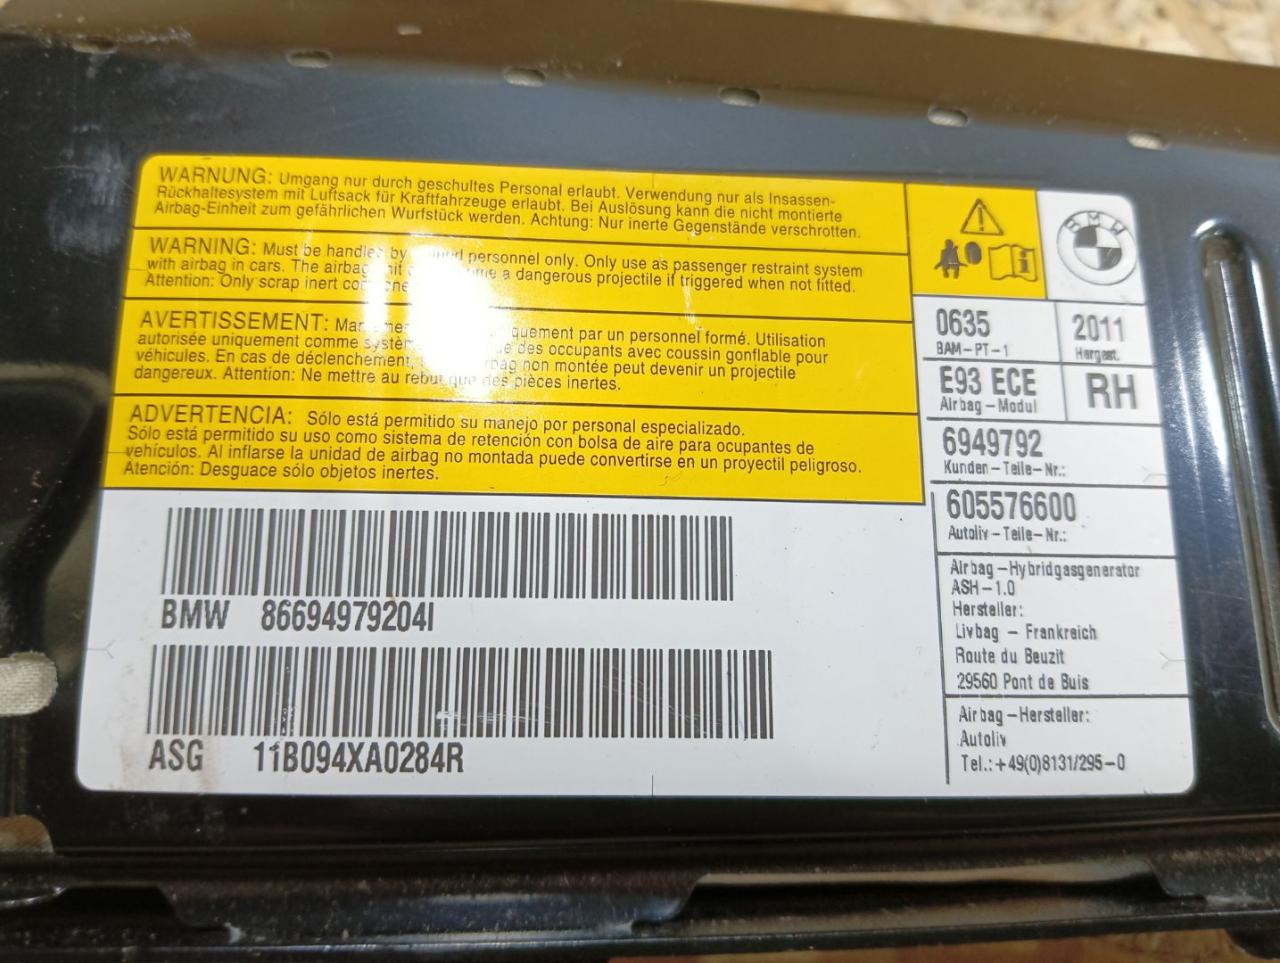 WARNUNG: Umgang nur durch geschultes Personal erlaubt. Verwendung nur als Insassen-
Rückhaltesystem mit Luftsack für Kraftfahrzeuge erlaubt. Bei Auslösung kann die nicht montierte
Airbag-Einheit zum gefährlichen Wurfstück werden. Achtung: Nur inerte Gegenstände verschrotten.
WARNING: Must be handled by personnel only. Only use as passenger restraint system
with airbag in cars. The airbag a dangerous projectile if triggered when not fitted.
Attention: Only scrap inert
AVERTISSEMENT: par un personnel formé. Utilisation
autorisée uniquement comme des occupants avec coussin gonflable pour
véhicules. En cas de déclenchement, non montée peut devenir un projectile
dangereux. Attention: Ne mettre au rebut que des pièces inertes.
ADVERTENCIA: Sólo está permitido su manejo por personal especializado.
Sólo está permitido su uso como sistema de retención con bolsa de aire para ocupantes de
vehículos. Al inflarse la unidad de airbag no montada puede convertirse en un proyectil peligroso.
Atención: Desguace sólo objetos inertes.
BMW
0635
BAM-PT-1
2011
Hergest.
E93 ECE
Airbag-Modul
RH
6949792
Kunden-Teile-Nr.:
605576600
Autoliv-Teile-Nr.:
Airbag-Hybridgasgenerator
ASH-1.0
Hersteller:
Livbag - Frankreich
Route du Beuzit
29560 Pont de Buis
Airbag-Hersteller:
Autoliv
Tel.:+49(0)8131/295-0
BMW 86694979204I
ASG 11B094XA0284R